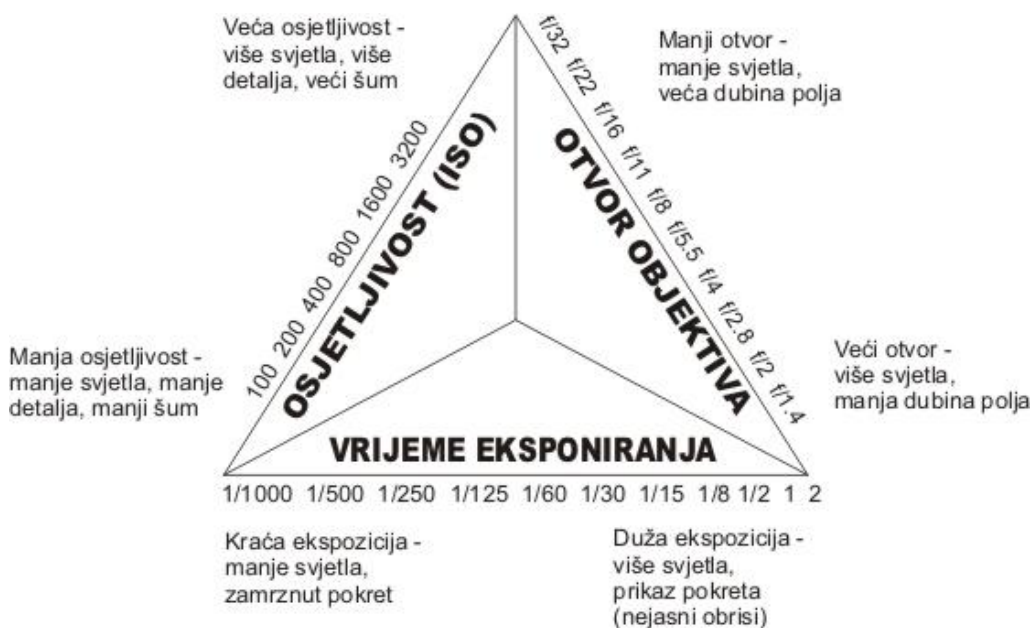 Veća osjetljivost -
više svjetla, više
detalja, veći šum
Manji otvor -
manje svjetla,
veća dubina polja
OSJETLJIVOST (ISO)
100 200 400 800 1600 3200
OTVOR OBJEKTIVA
f/32 f/22 f/16 f/11 f/8 f/5.5 f/4 f/2.8 f/2 f/1.4
Manja osjetljivost -
manje svjetla, manje
detalja, manji šum
Veći otvor -
više svjetla,
manja dubina polja
VRIJEME EKSPONIRANJA
1/1000 1/500 1/250 1/125 1/60 1/30 1/15 1/8 1/2 1 2
Kraća ekspozicija -
manje svjetla,
zamrznut pokret
Duža ekspozicija -
više svjetla,
prikaz pokreta
(nejasni obrisi)